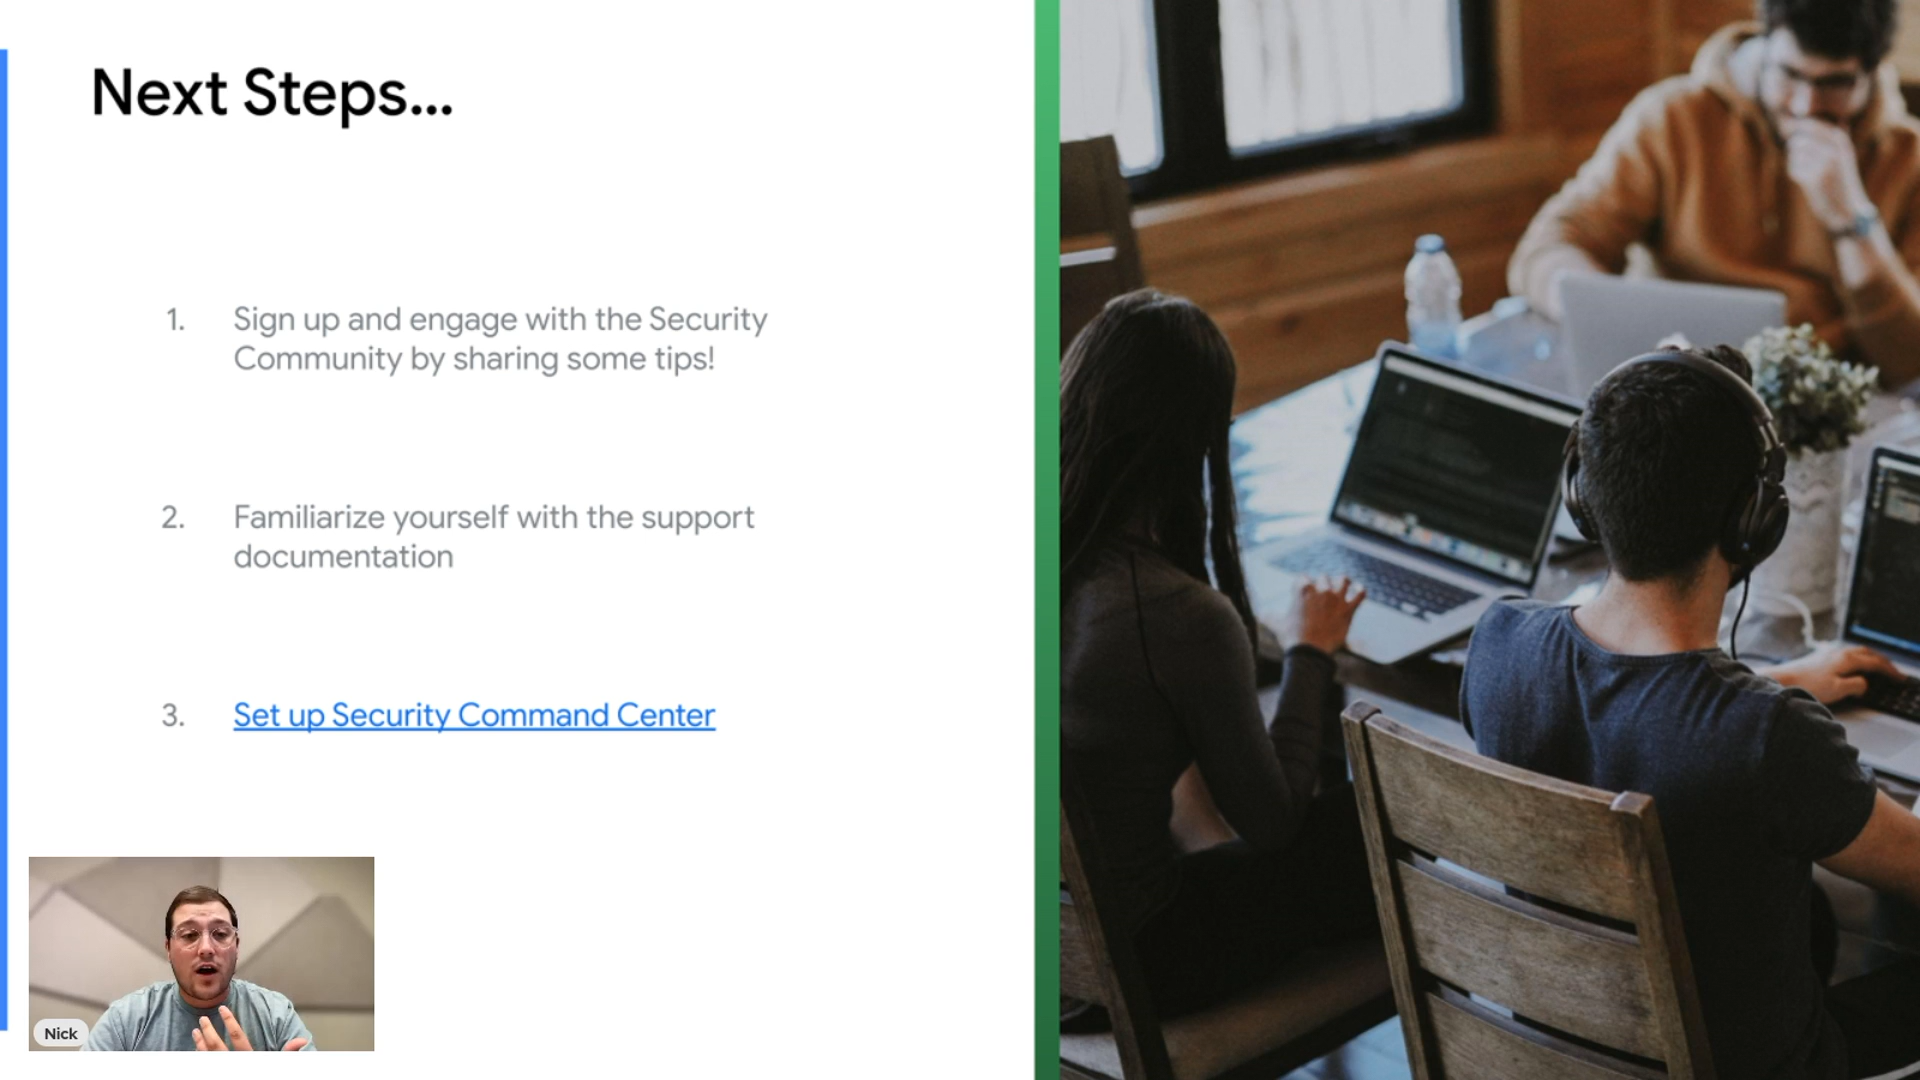 Next Steps...
1. Sign up and engage with the Security
Community by sharing some tips!
2. Familiarize yourself with the support
documentation
3. Set up Security Command Center
Nick